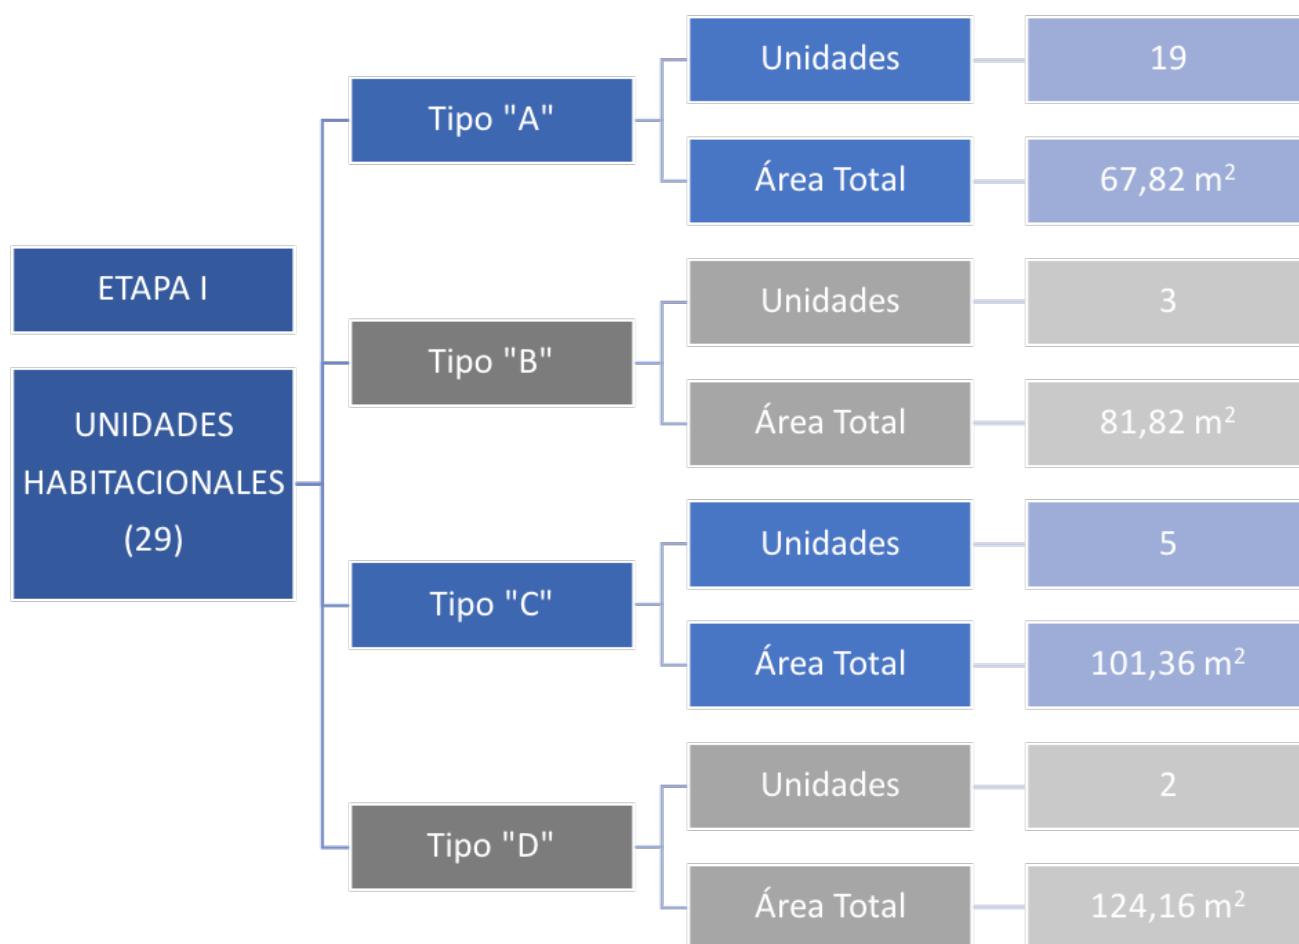 ETAPA I
UNIDADES
HABITACIONALES
(29)
Tipo "A"
Unidades
19
Área Total
67,82 m²
Tipo "B"
Unidades
3
Área Total
81,82 m²
Tipo "C"
Unidades
5
Área Total
101,36 m²
Tipo "D"
Unidades
2
Área Total
124,16 m²